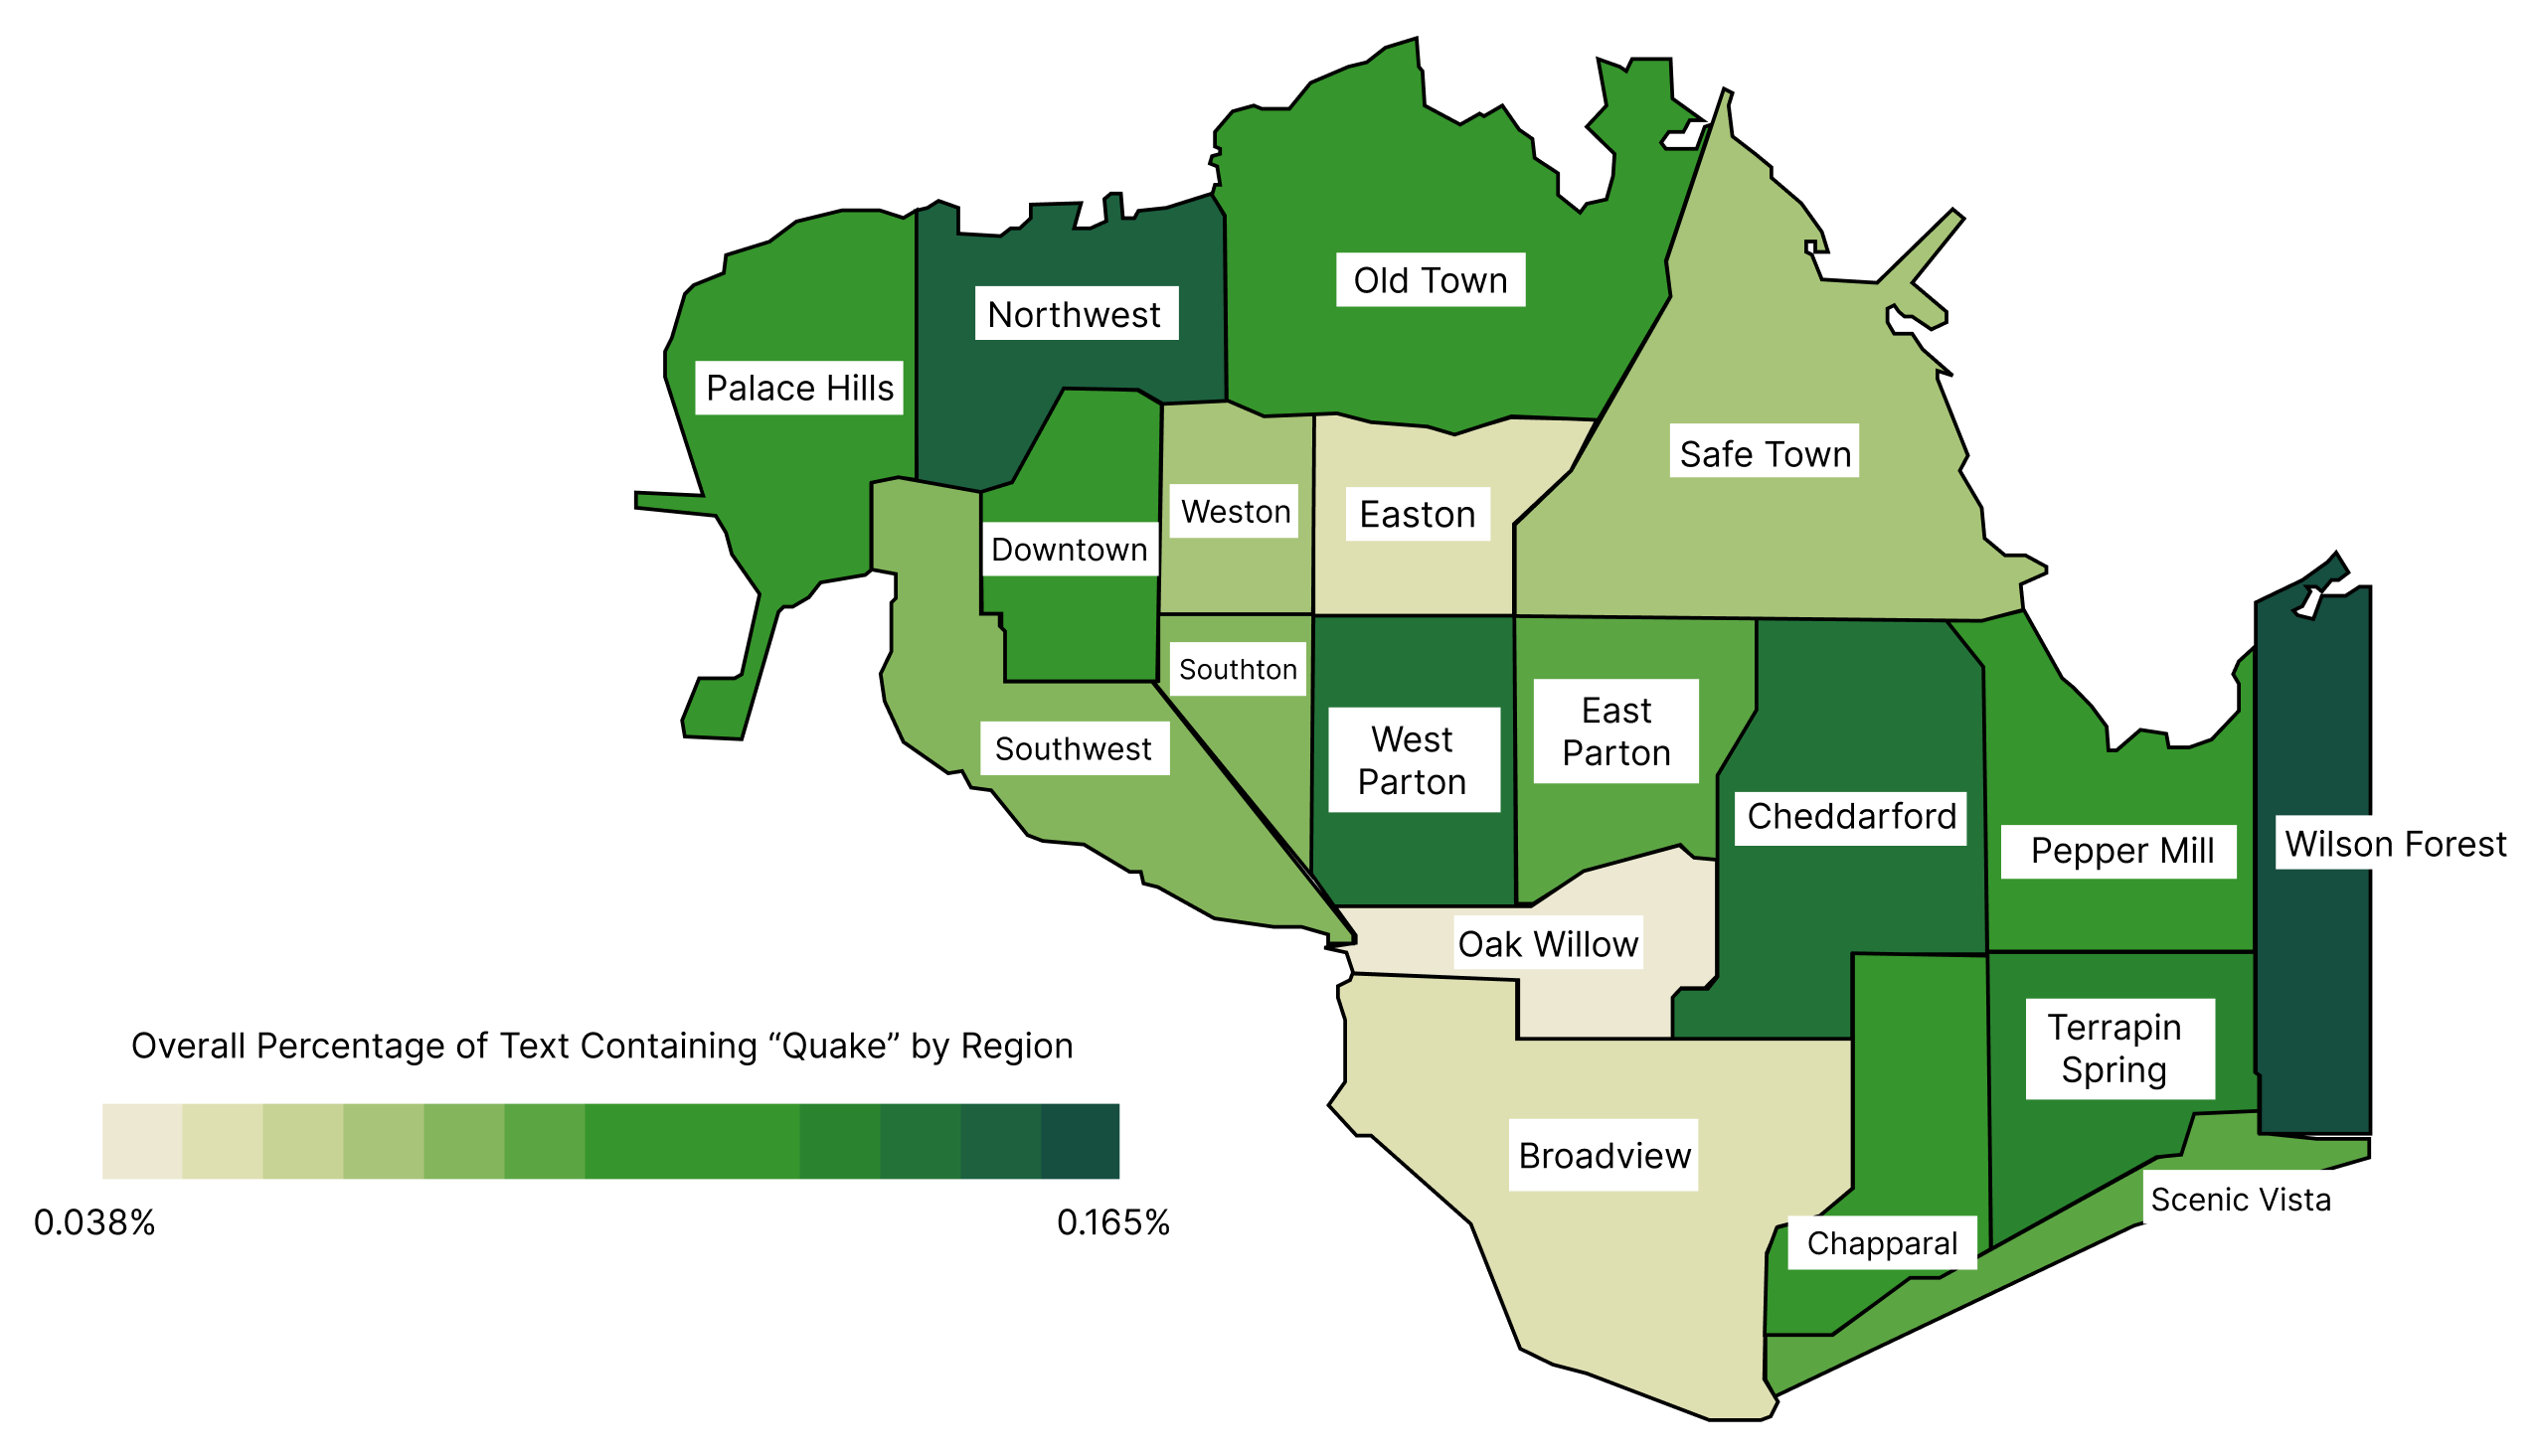 Old Town
Northwest
Palace Hills
Safe Town
Weston
Easton
Downtown
Southton
Southwest
West
Parton
East
Parton
Cheddarford
Pepper Mill
Wilson Forest
Oak Willow
Terrapin
Spring
Broadview
Scenic Vista
Chapparal
Overall Percentage of Text Containing “Quake” by Region
0.038%
0.165%